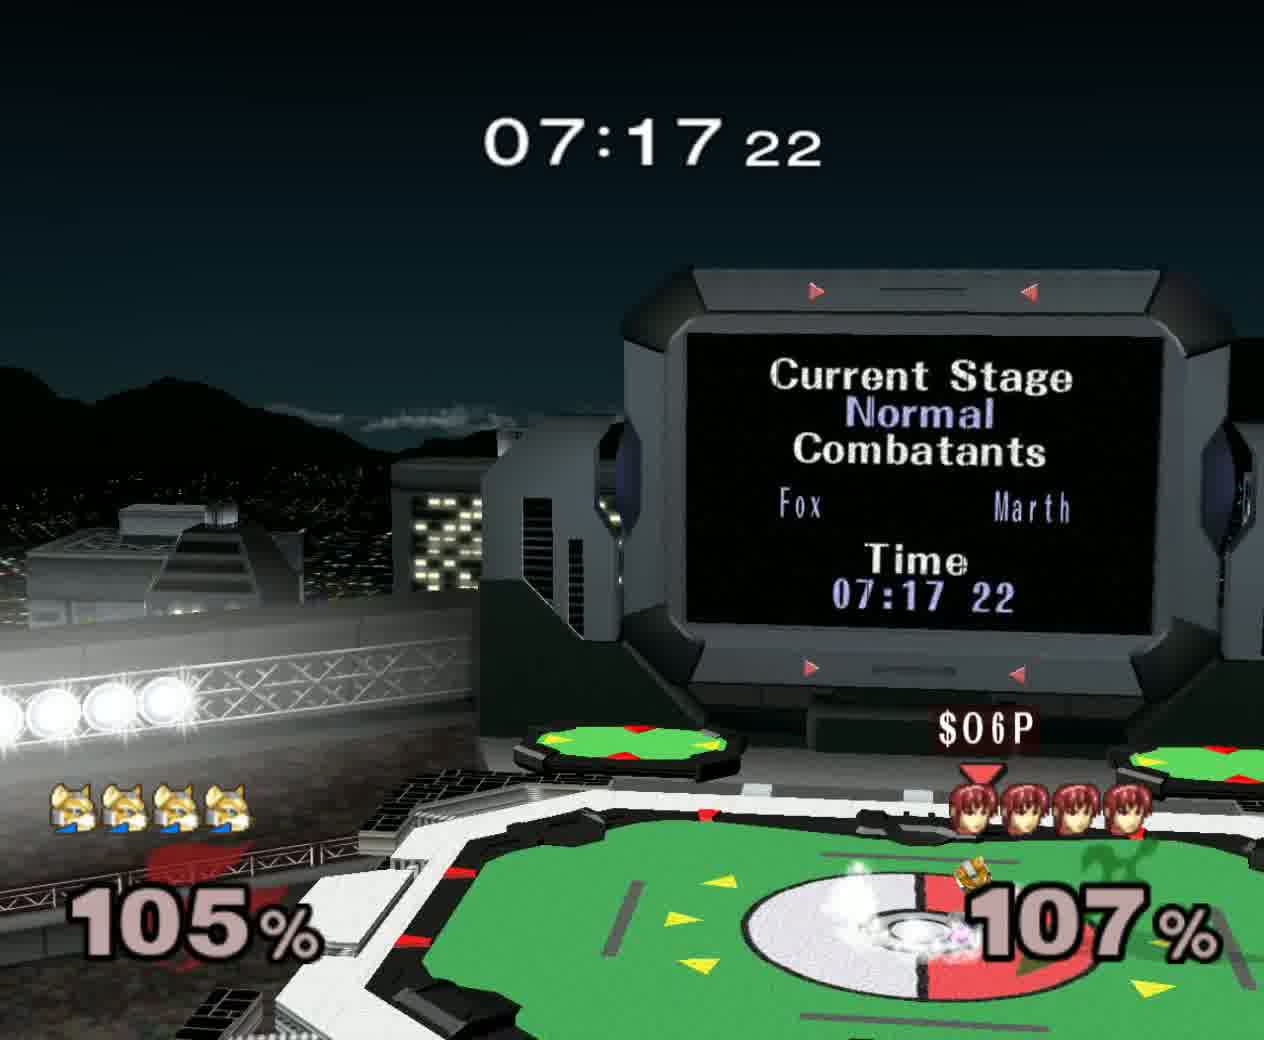 07:17 22
Current Stage
Normal
Combatants
Fox Marth
Time
07:17 22
$06P
105% 107%